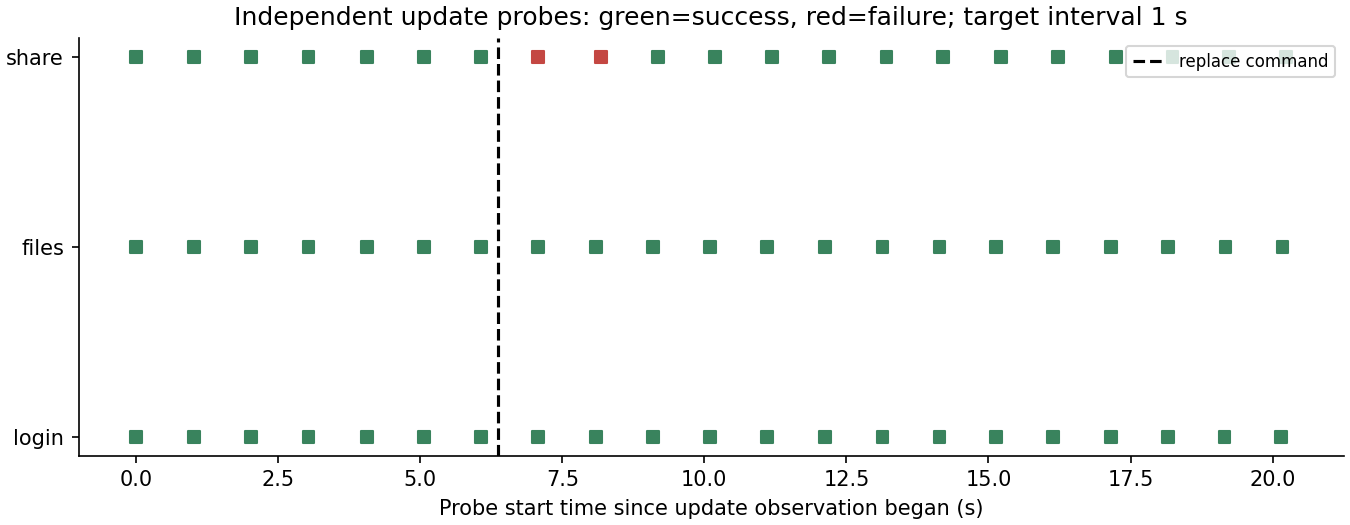 Independent update probes: green=success, red=failure; target interval 1 s
share
replace command
files
login
0.0 2.5 5.0 7.5 10.0 12.5 15.0 17.5 20.0
Probe start time since update observation began (s)